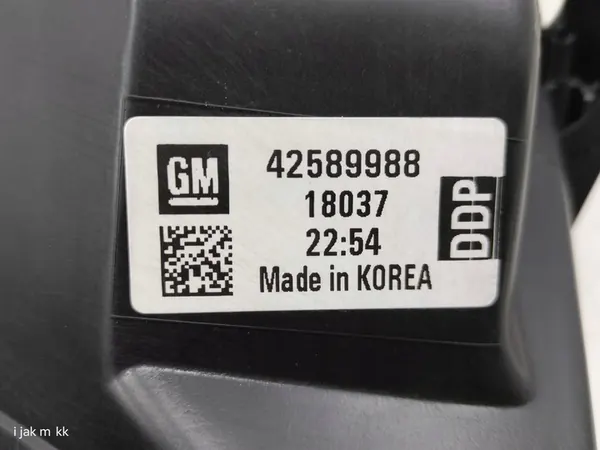 GM
42589988
18037
22:54
Made in KOREA
DDP
i jak m kk